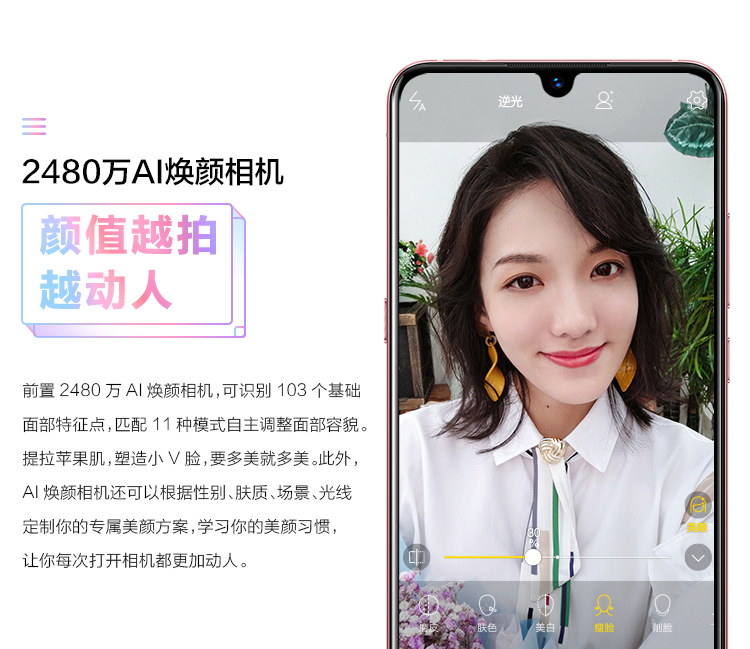 2480万AI焕颜相机
颜值越拍
越动人
前置 2480 万 AI 焕颜相机,可识别 103 个基础
面部特征点,匹配 11 种模式自主调整面部容貌。
提拉苹果肌,塑造小 V 脸,要多美就多美。此外,
AI 焕颜相机还可以根据性别、肤质、场景、光线
定制你的专属美颜方案,学习你的美颜习惯,
让你每次打开相机都更加动人。
A
逆光
30
%
磨皮
肤色
美白
瘦脸
削脸